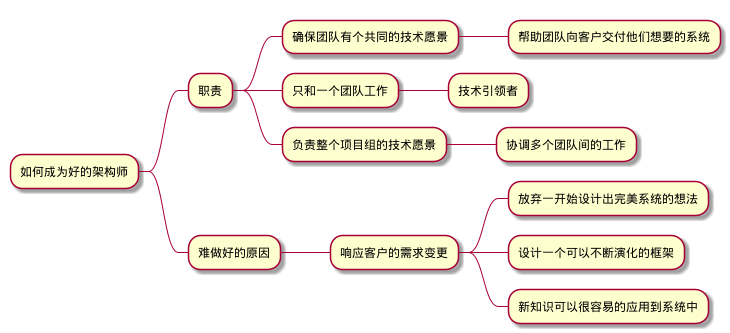 如何成为好的架构师
职责
确保团队有个共同的技术愿景
帮助团队向客户交付他们想要的系统
只和一个团队工作
技术引领者
负责整个项目组的技术愿景
协调多个团队间的工作
难做好的原因
响应客户的需求变更
放弃一开始设计出完美系统的想法
设计一个可以不断演化的框架
新知识可以很容易的应用到系统中